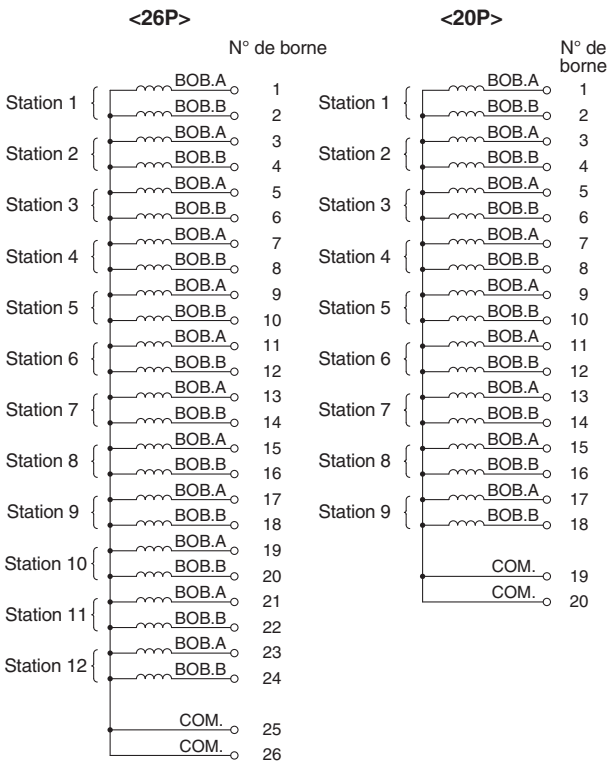 <26P>
N° de borne
Station 1
BOB.A 1
BOB.B 2
Station 2
BOB.A 3
BOB.B 4
Station 3
BOB.A 5
BOB.B 6
Station 4
BOB.A 7
BOB.B 8
Station 5
BOB.A 9
BOB.B 10
Station 6
BOB.A 11
BOB.B 12
Station 7
BOB.A 13
BOB.B 14
Station 8
BOB.A 15
BOB.B 16
Station 9
BOB.A 17
BOB.B 18
Station 10
BOB.A 19
BOB.B 20
Station 11
BOB.A 21
BOB.B 22
Station 12
BOB.A 23
BOB.B 24
COM. 25
COM. 26
<20P>
N° de
borne
Station 1
BOB.A 1
BOB.B 2
Station 2
BOB.A 3
BOB.B 4
Station 3
BOB.A 5
BOB.B 6
Station 4
BOB.A 7
BOB.B 8
Station 5
BOB.A 9
BOB.B 10
Station 6
BOB.A 11
BOB.B 12
Station 7
BOB.A 13
BOB.B 14
Station 8
BOB.A 15
BOB.B 16
Station 9
BOB.A 17
BOB.B 18
COM. 19
COM. 20